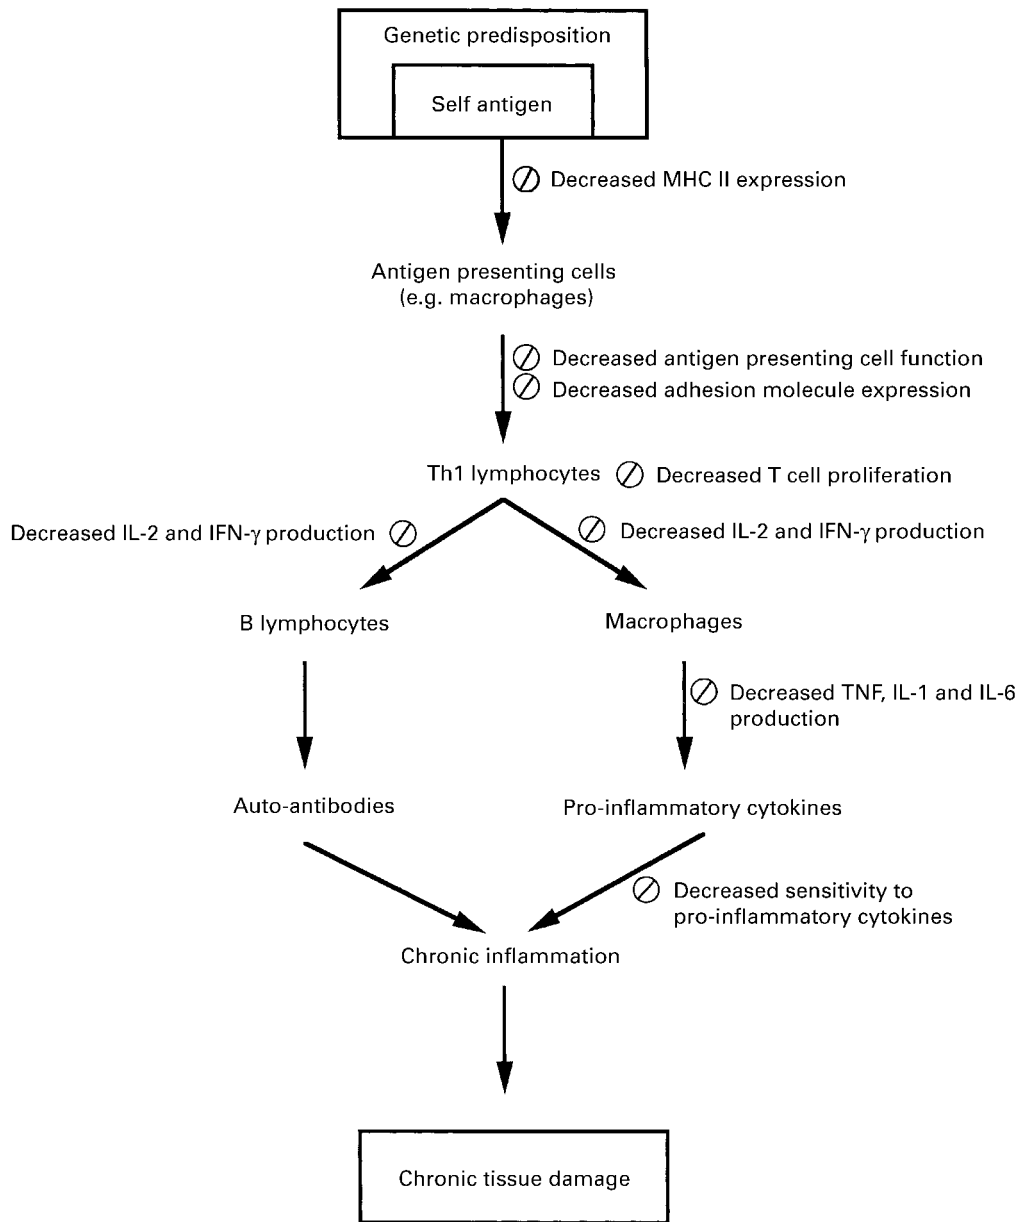 Genetic predisposition
Self antigen
Decreased MHC II expression
Antigen presenting cells
(e.g. macrophages)
Decreased antigen presenting cell function
Decreased adhesion molecule expression
Th1 lymphocytes
Decreased T cell proliferation
Decreased IL-2 and IFN-γ production
Decreased IL-2 and IFN-γ production
B lymphocytes
Macrophages
Decreased TNF, IL-1 and IL-6
production
Auto-antibodies
Pro-inflammatory cytokines
Decreased sensitivity to
pro-inflammatory cytokines
Chronic inflammation
Chronic tissue damage